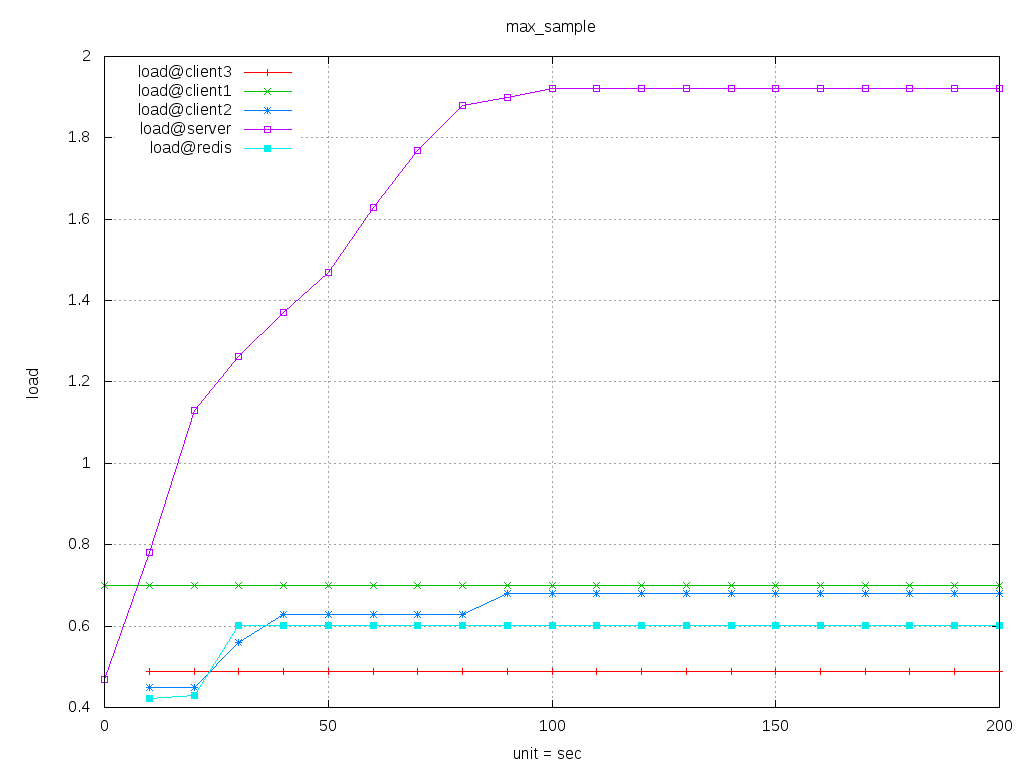 max_sample
load@client3
load@client1
load@client2
load@server
load@redis
2
1.8
1.6
1.4
1.2
1
0.8
0.6
0.4
load
0 50 100 150 200
unit = sec